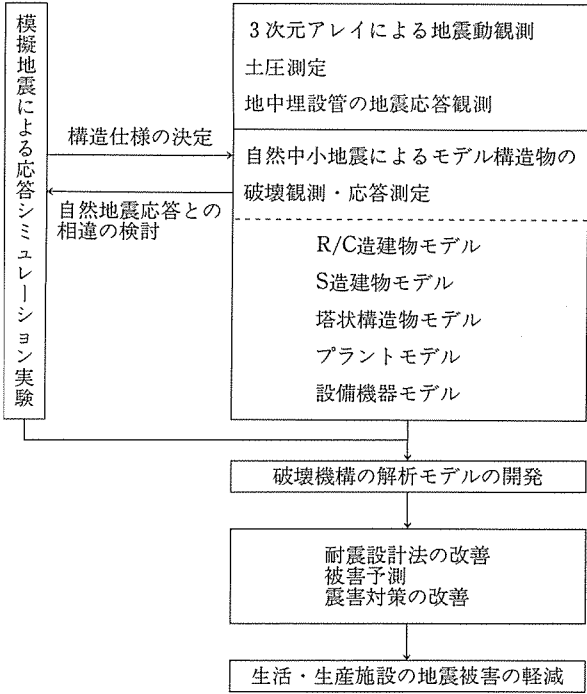 模擬地震による応答シミュレーション実験
3次元アレイによる地震動観測
土圧測定
地中埋設管の地震応答観測
構造仕様の決定
自然地震応答との
相違の検討
自然中小地震によるモデル構造物の
破壊観測・応答測定
R/C造建物モデル
S造建物モデル
塔状構造物モデル
プラントモデル
設備機器モデル
破壊機構の解析モデルの開発
耐震設計法の改善
被害予測
震害対策の改善
生活・生産施設の地震被害の軽減